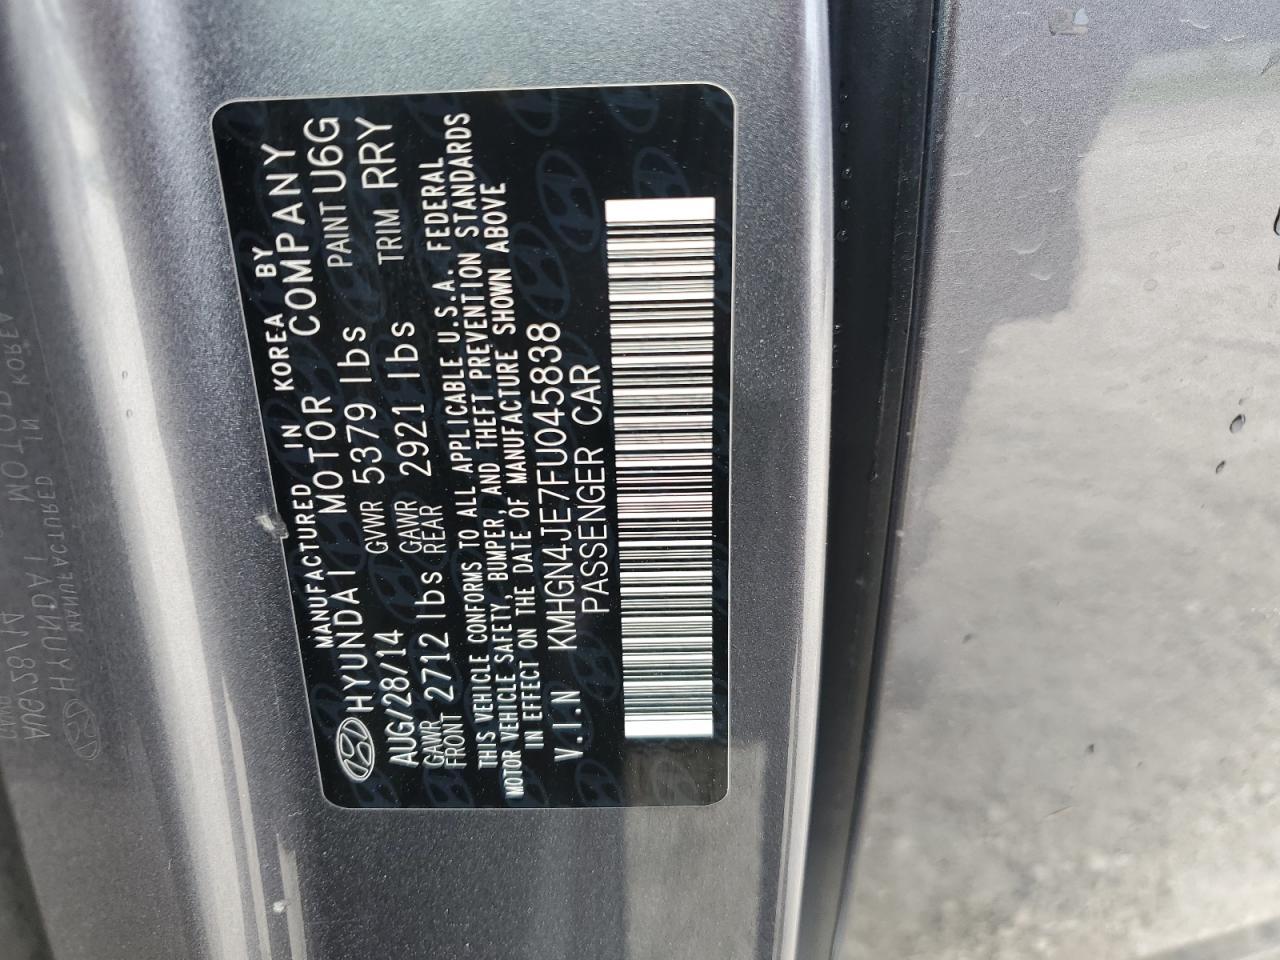 MANUFACTURED IN KOREA BY
HYUNDAI MOTOR COMPANY
AUG/28/14 GVWR 5379 lbs PAINT U6G
GAWR FRONT 2712 lbs GAWR REAR 2921 lbs TRIM RRY
THIS VEHICLE CONFORMS TO ALL APPLICABLE U.S.A. FEDERAL
MOTOR VEHICLE SAFETY, BUMPER, AND THEFT PREVENTION STANDARDS
IN EFFECT ON THE DATE OF MANUFACTURE SHOWN ABOVE
V.I.N KMHGN4JE7FU045838
PASSENGER CAR